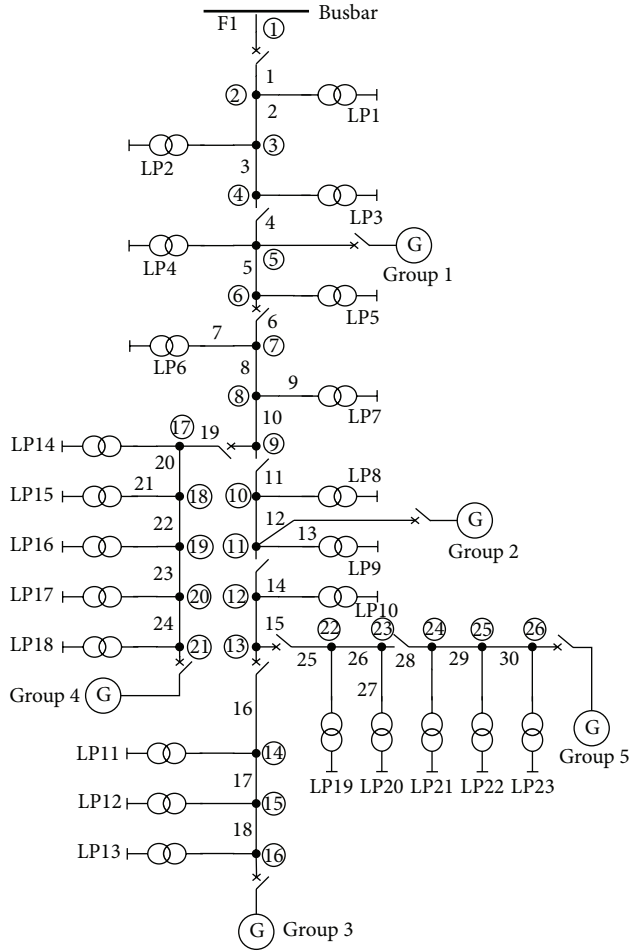 F1 ① Busbar
1
② LP1
2
③
LP2
3
④ LP3
4
LP4 ⑤ G
5 Group 1
⑥ LP5
6
7 ⑦
LP6
8
9
⑧ LP7
10
⑰ 19 ⑨
LP14
20 11 LP8
21
LP15 ⑱ ⑩
12 G
22 13 Group 2
LP16 ⑲ ⑪
LP9
23 14
LP17 ⑳ ⑫ LP10
24 15
LP18 ㉑ ⑬ ㉒ ㉓ ㉔ ㉕ ㉖
25 26 28 29 30
27
Group 4 G
16
G
Group 5
LP11 ⑭
LP19 LP20 LP21 LP22 LP23
17
LP12 ⑮
18
LP13 ⑯
G Group 3